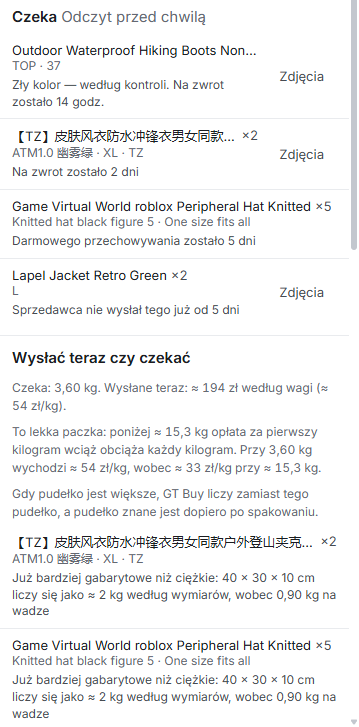 Czeka Odczyt przed chwilą
Outdoor Waterproof Hiking Boots Non...
TOP · 37
Zły kolor — według kontroli. Na zwrot
zostało 14 godz.
Zdjęcia
【TZ】皮肤风衣防水冲锋衣男女同款... ×2
ATM1.0 幽雾绿 · XL · TZ
Na zwrot zostało 2 dni
Zdjęcia
Game Virtual World roblox Peripheral Hat Knitted ×5
Knitted hat black figure 5 · One size fits all
Darmowego przechowywania zostało 5 dni
Lapel Jacket Retro Green ×2
L
Sprzedawca nie wysłał tego już od 5 dni
Zdjęcia
Wysłać teraz czy czekać
Czeka: 3,60 kg. Wysłane teraz: ≈ 194 zł według wagi (≈
54 zł/kg).
To lekka paczka: poniżej ≈ 15,3 kg opłata za pierwszy
kilogram wciąż obciąża każdy kilogram. Przy 3,60 kg
wychodzi ≈ 54 zł/kg, wobec ≈ 33 zł/kg przy ≈ 15,3 kg.
Gdy pudełko jest większe, GT Buy liczy zamiast tego
pudełko, a pudełko znane jest dopiero po spakowaniu.
【TZ】皮肤风衣防水冲锋衣男女同款户外登山夹克... ×2
ATM1.0 幽雾绿 · XL · TZ
Już bardziej gabarytowe niż ciężkie: 40 × 30 × 10 cm
liczy się jako ≈ 2 kg według wymiarów, wobec 0,90 kg na
wadze
Game Virtual World roblox Peripheral Hat Knitted ×5
Knitted hat black figure 5 · One size fits all
Już bardziej gabarytowe niż ciężkie: 40 × 30 × 10 cm
liczy się jako ≈ 2 kg według wymiarów, wobec 0,90 kg na
wadze